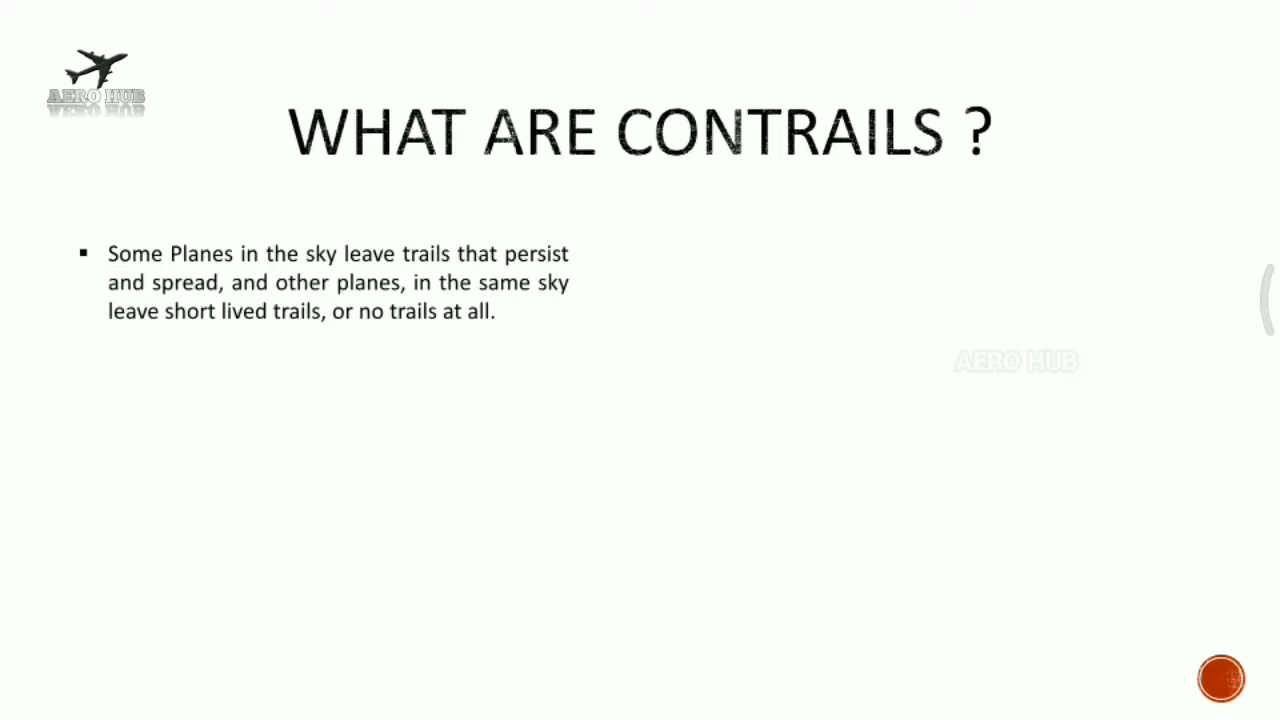 AERO HUB
WHAT ARE CONTRAILS ?
Some Planes in the sky leave trails that persist
and spread, and other planes, in the same sky
leave short lived trails, or no trails at all.
AERO HUB